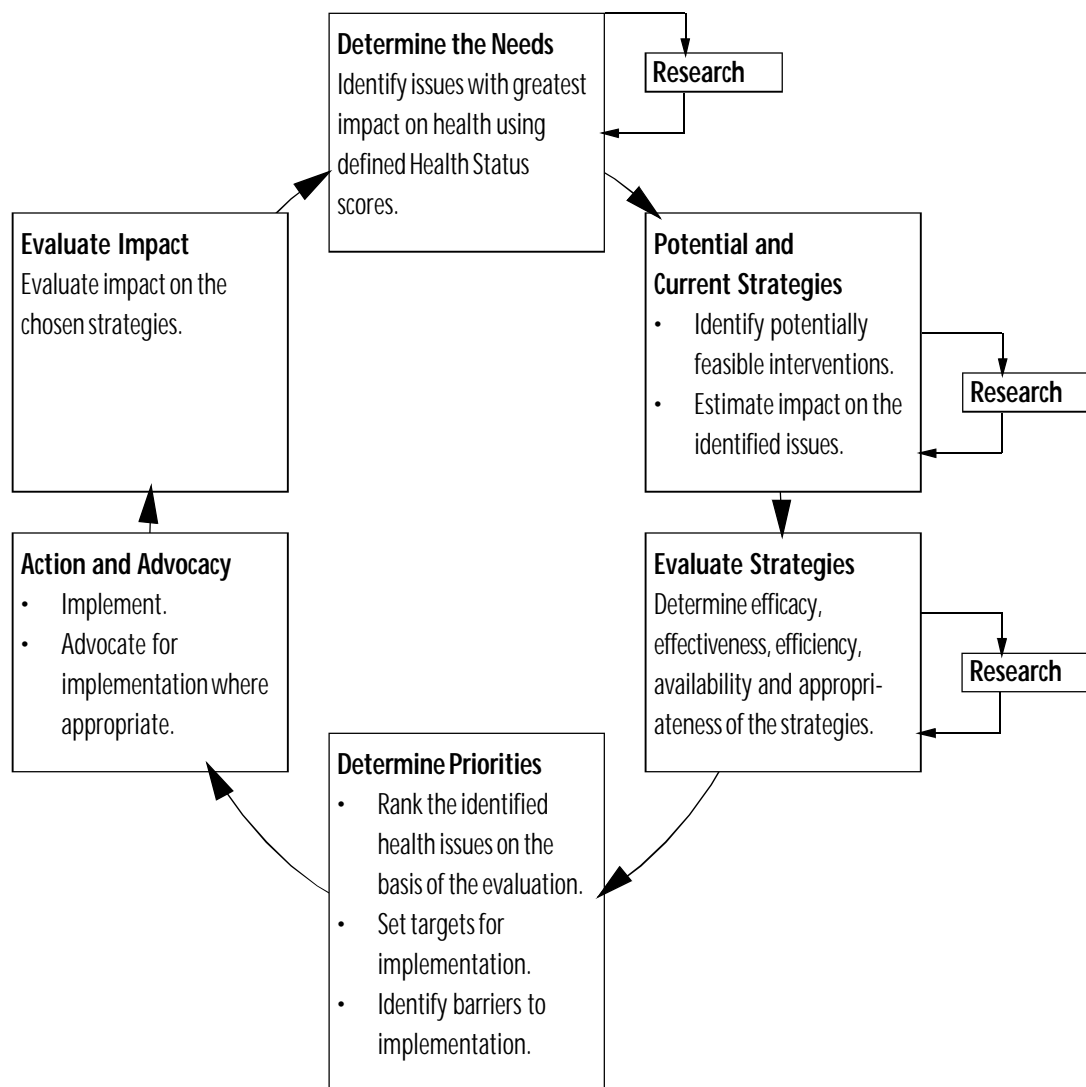 Determine the Needs
Identify issues with greatest
impact on health using
defined Health Status
scores.
Research
Potential and
Current Strategies
• Identify potentially
feasible interventions.
• Estimate impact on the
identified issues.
Research
Evaluate Strategies
Determine efficacy,
effectiveness, efficiency,
availability and appropri-
ateness of the strategies.
Research
Determine Priorities
• Rank the identified
health issues on the
basis of the evaluation.
• Set targets for
implementation.
• Identify barriers to
implementation.
Action and Advocacy
• Implement.
• Advocate for
implementation where
appropriate.
Evaluate Impact
Evaluate impact on the
chosen strategies.